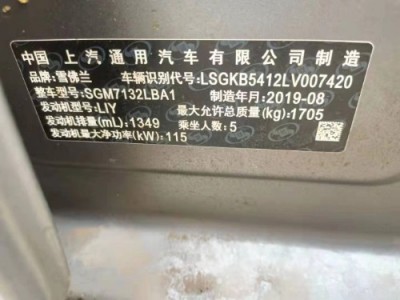 中国 上汽通用汽车有限公司制造
品牌: 雪佛兰 车辆识别代号: LSGKB5412LV007420
整车型号: SGM7132LBA1 制造年月: 2019-08
发动机型号: LIY 最大允许总质量(kg): 1705
发动机排量(mL): 1349 乘坐人数: 5
发动机最大净功率(kW): 115